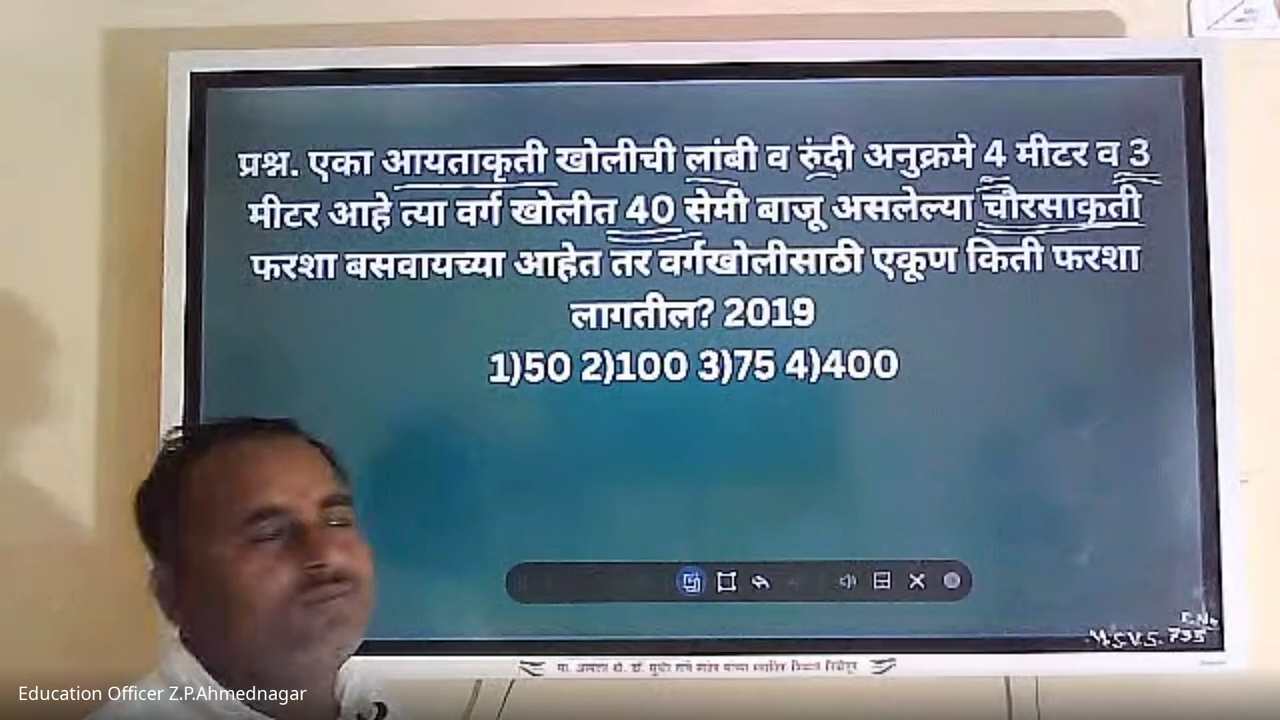 प्रश्न. एका आयताकृती खोलीची लांबी व रुंदी अनुक्रमे 4 मीटर व 3
मीटर आहे त्या वर्ग खोलीत 40 सेमी बाजू असलेल्या चौरसाकृती
फरशा बसवायच्या आहेत तर वर्गखोलीसाठी एकूण किती फरशा
लागतील? 2019
1)50 2)100 3)75 4)400
Education Officer Z.P.Ahmednagar